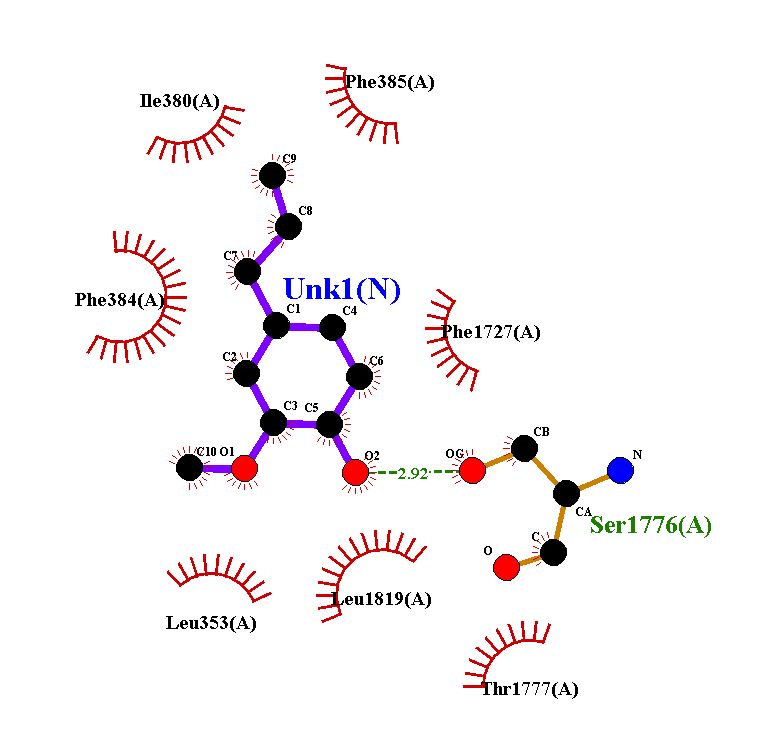 Phe385(A)
Ile380(A)
C9
C8
C7
Unk1(N)
Phe384(A)
C1
C4
Phe1727(A)
C2
C6
C3
C5
CB
C10
O1
O2
2.92
OG
N
CA
Ser1776(A)
C
O
Leu1819(A)
Leu353(A)
Thr1777(A)